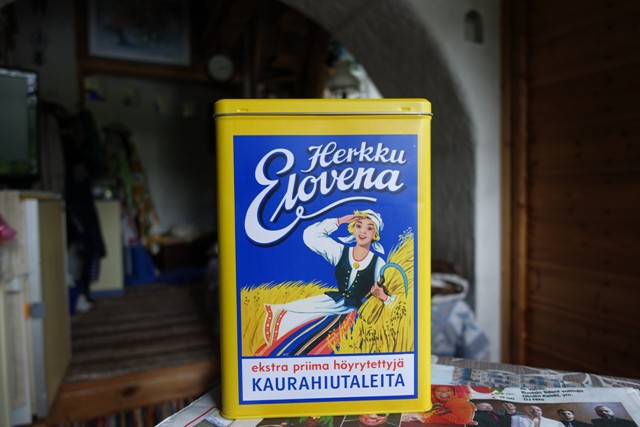 Herkku
Elovena
ekstra priima höyrytettyjä
KAURAHIUTALEITA